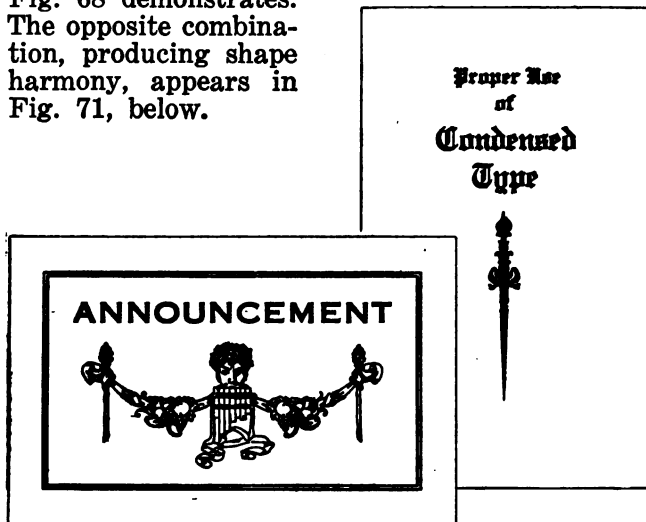 Fig. 68 demonstrates.
The opposite combina-
tion, producing shape
harmony, appears in
Fig. 71, below.
Proper Use
of
Condensed
Type
ANNOUNCEMENT